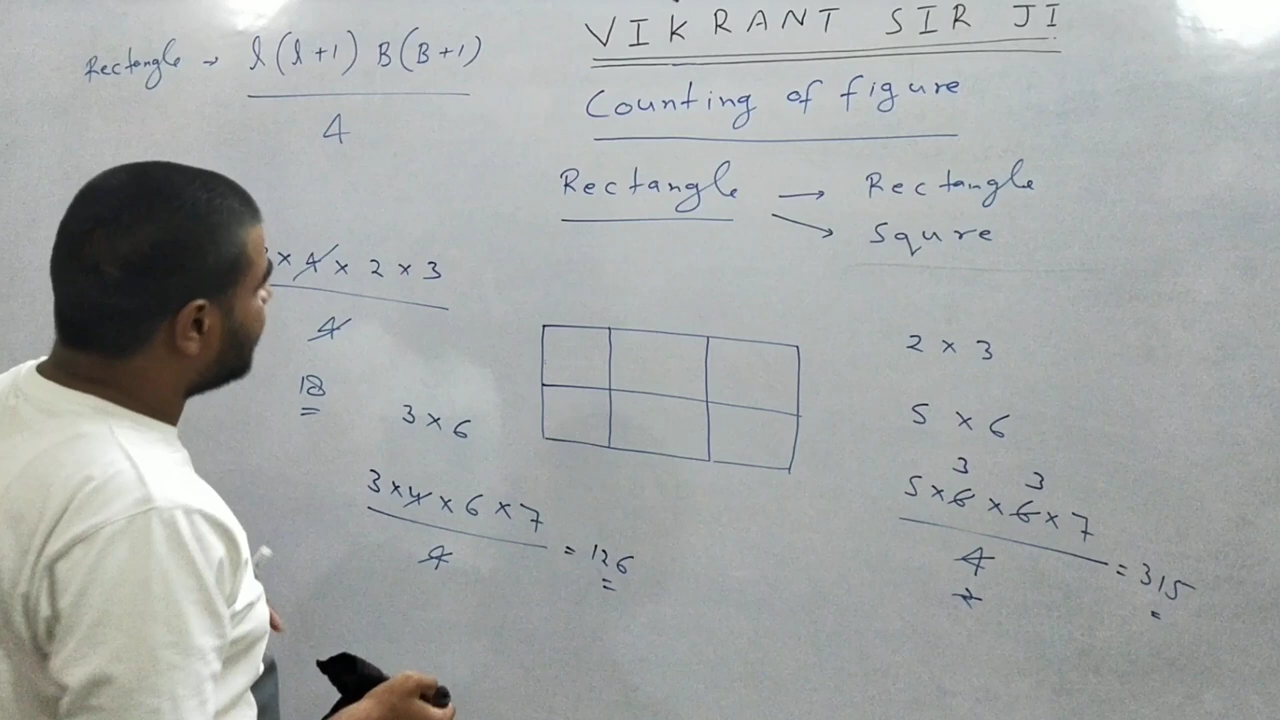 VIKRANT SIR JI
Rectangle → l(l+1) B(B+1)
4
Counting of figure
Rectangle → Rectangle
→ Squre
× 4 × 2 × 3
4
18
2 × 3
3 × 6
5 × 6
3 × 4 × 6 × 7
4
= 126
3 3
5 × 6 × 6 × 7
4
= 315